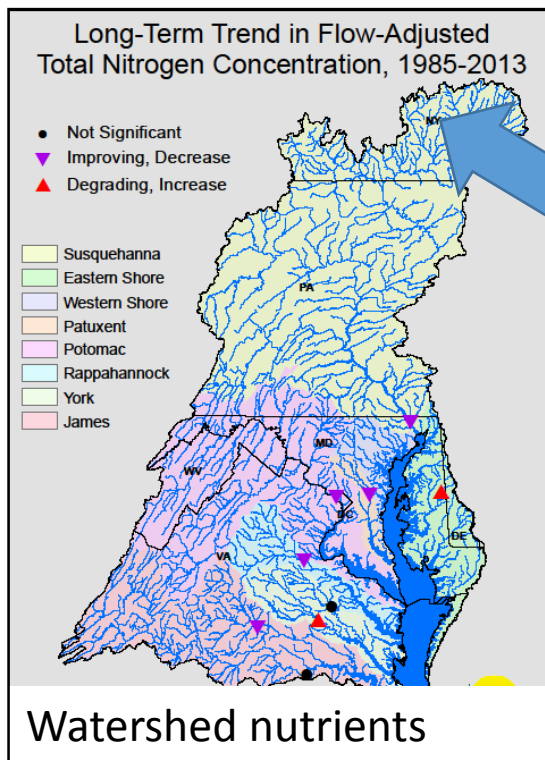 Long-Term Trend in Flow-Adjusted
Total Nitrogen Concentration, 1985-2013
NY
Not Significant
Improving, Decrease
Degrading, Increase
Susquehanna
Eastern Shore
Western Shore
Patuxent
Potomac
Rappahannock
York
James
PA
MD
WV
DC
DE
VA
Watershed nutrients